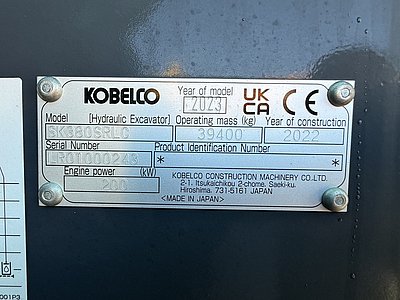 KOBELCO Year of model 2023 UK CA CE
Model [Hydraulic Excavator] Operating mass (kg) Year of construction
SK380SRLC 39400 2022
Serial Number Product Identification Number
* *
Engine power (kW)
200
KOBELCO CONSTRUCTION MACHINERY CO.,LTD.
2-1, Itsukaichikou 2-chome, Saeki-ku,
Hiroshima, 731-5161 JAPAN
<MADE IN JAPAN>
001P3